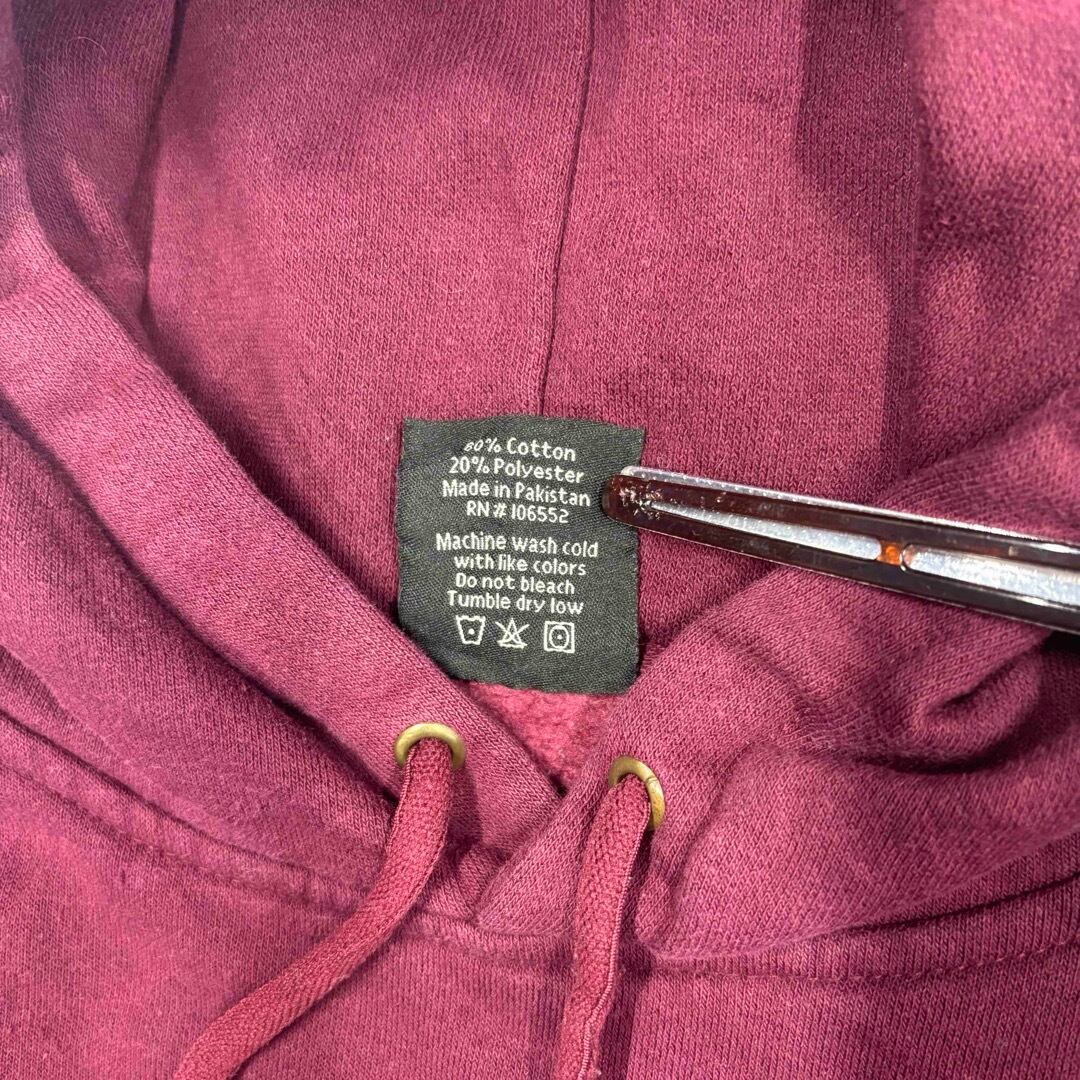 80% Cotton
20% Polyester
Made in Pakistan
RN# 106552
Machine wash cold
with like colors
Do not bleach
Tumble dry low